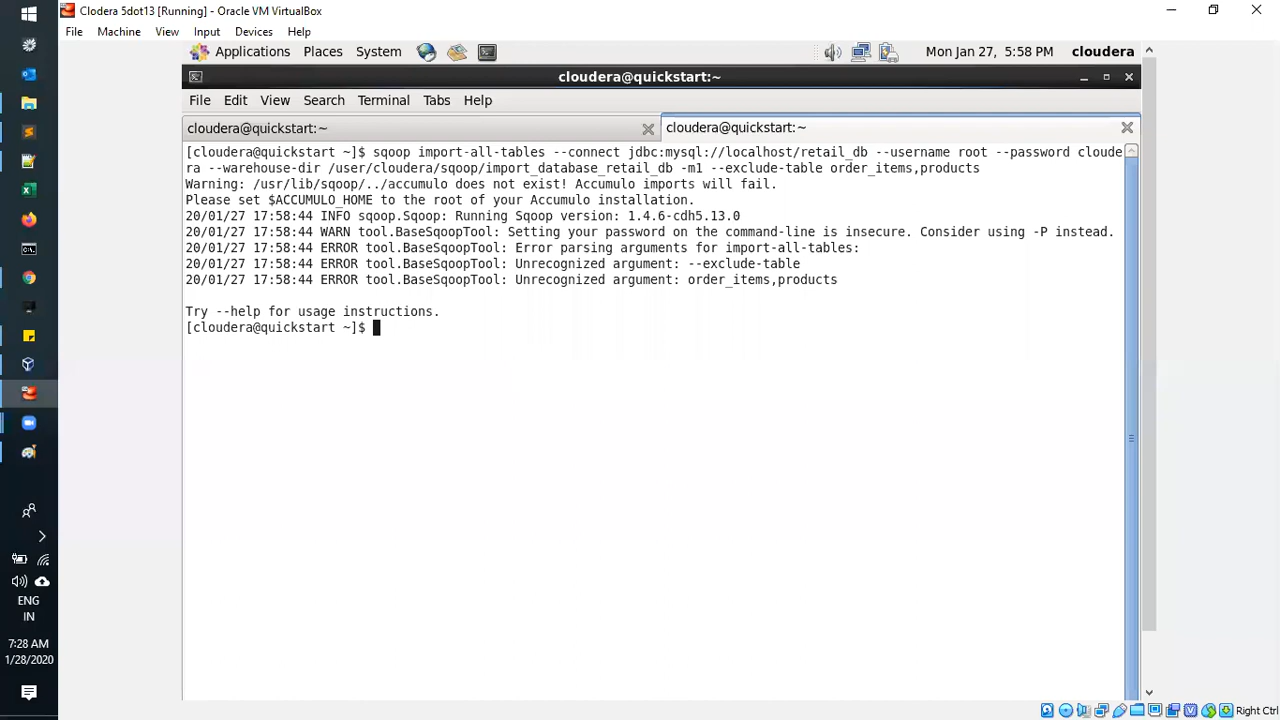 Clodera 5dot13 [Running] - Oracle VM VirtualBox
File Machine View Input Devices Help
Applications Places System Mon Jan 27, 5:58 PM cloudera
cloudera@quickstart:~
File Edit View Search Terminal Tabs Help
cloudera@quickstart:~ cloudera@quickstart:~
[cloudera@quickstart ~]$ sqoop import-all-tables --connect jdbc:mysql://localhost/retail_db --username root --password cloude
ra --warehouse-dir /user/cloudera/sqoop/import_database_retail_db -m1 --exclude-table order_items,products
Warning: /usr/lib/sqoop/../accumulo does not exist! Accumulo imports will fail.
Please set $ACCUMULO_HOME to the root of your Accumulo installation.
20/01/27 17:58:44 INFO sqoop.Sqoop: Running Sqoop version: 1.4.6-cdh5.13.0
20/01/27 17:58:44 WARN tool.BaseSqoopTool: Setting your password on the command-line is insecure. Consider using -P instead.
20/01/27 17:58:44 ERROR tool.BaseSqoopTool: Error parsing arguments for import-all-tables:
20/01/27 17:58:44 ERROR tool.BaseSqoopTool: Unrecognized argument: --exclude-table
20/01/27 17:58:44 ERROR tool.BaseSqoopTool: Unrecognized argument: order_items,products
Try --help for usage instructions.
[cloudera@quickstart ~]$
ENG
IN
7:28 AM
1/28/2020
Right Ctrl